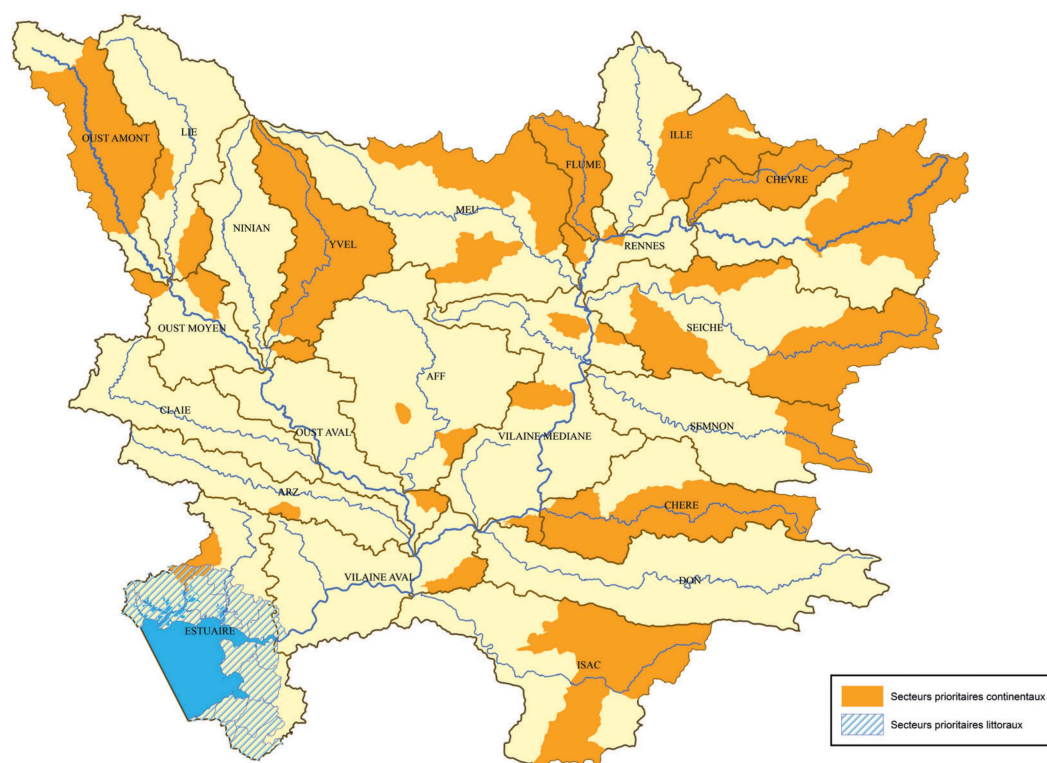 OUST AMONT
LIE
ILLE
FLUME
CHEVRE
MEU
NINIAN
YVEL
RENNES
OUST MOYEN
SEICHE
AFF
CLAIE
OUST AVAL
VILAINE MEDIANE
SEMNON
ARZ
CHERE
VILAINE AVAL
DON
ESTUAIRE
ISAC
Secteurs prioritaires continentaux
Secteurs prioritaires littoraux